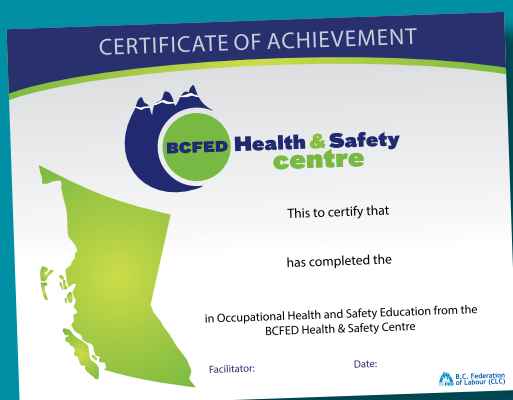 CERTIFICATE OF ACHIEVEMENT
BCFED Health & Safety
centre
This to certify that
has completed the
in Occupational Health and Safety Education from the
BCFED Health & Safety Centre
Facilitator: Date:
BCFED B.C. Federation
of Labour (CLC)